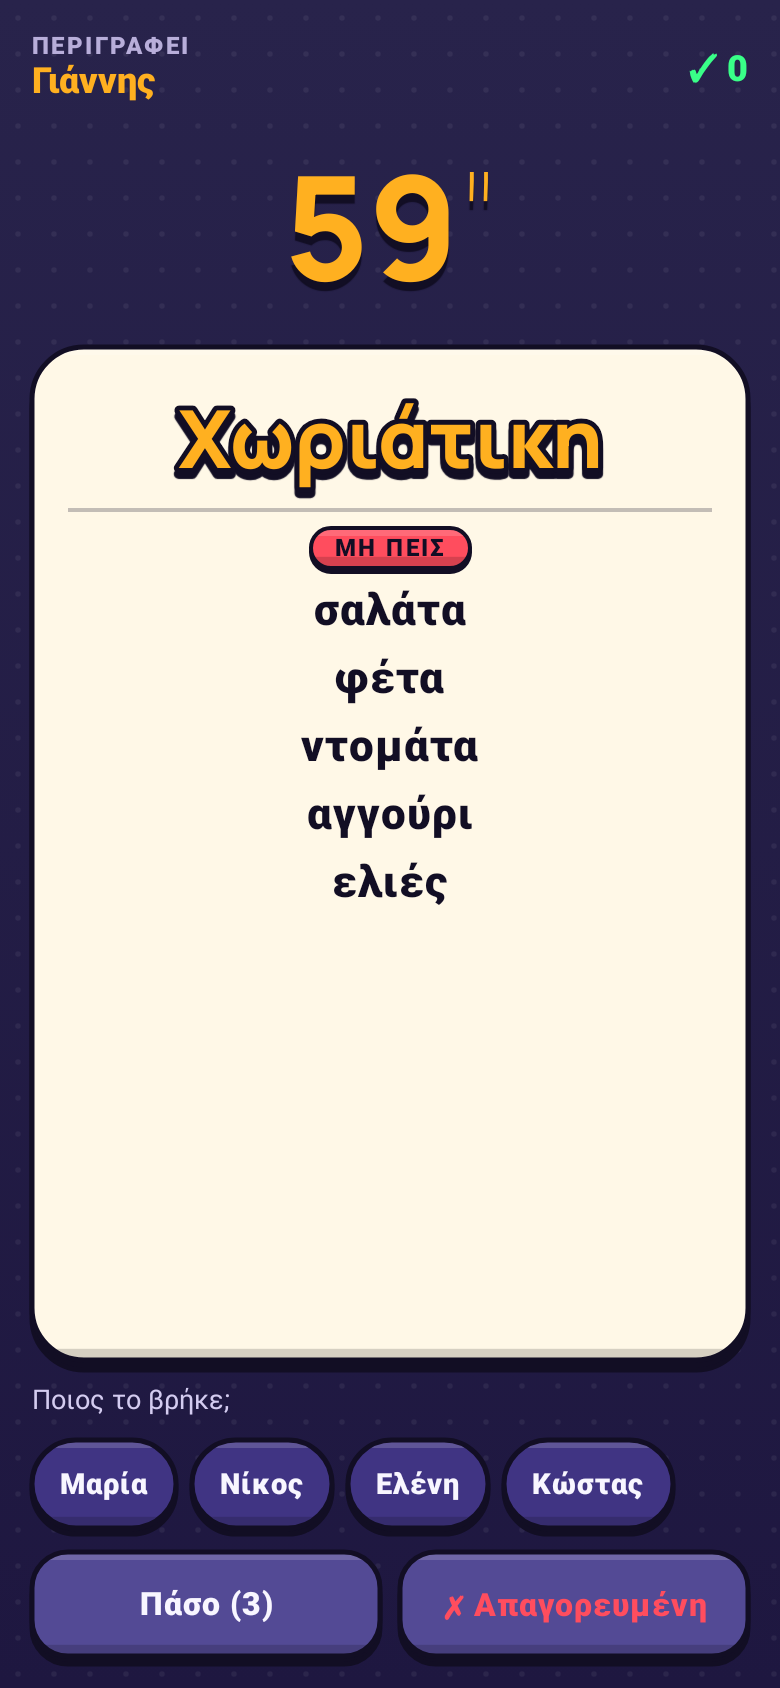 ΠΕΡΙΓΡΑΦΕΙ
Γιάννης
✓ 0
59"
Χωριάτικη
ΜΗ ΠΕΙΣ
σαλάτα
φέτα
ντομάτα
αγγούρι
ελιές
Ποιος το βρήκε;
Μαρία Νίκος Ελένη Κώστας
Πάσο (3) ✗ Απαγορευμένη